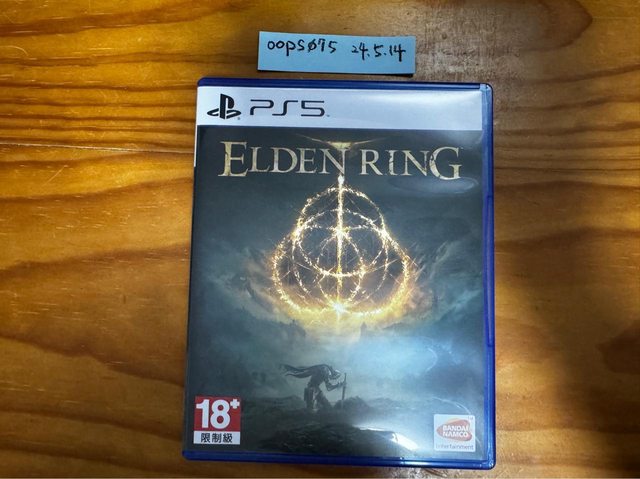 oops075 24.5.14
PS5
ELDEN RING
18+
限制級
BANDAI
NAMCO
Entertainment